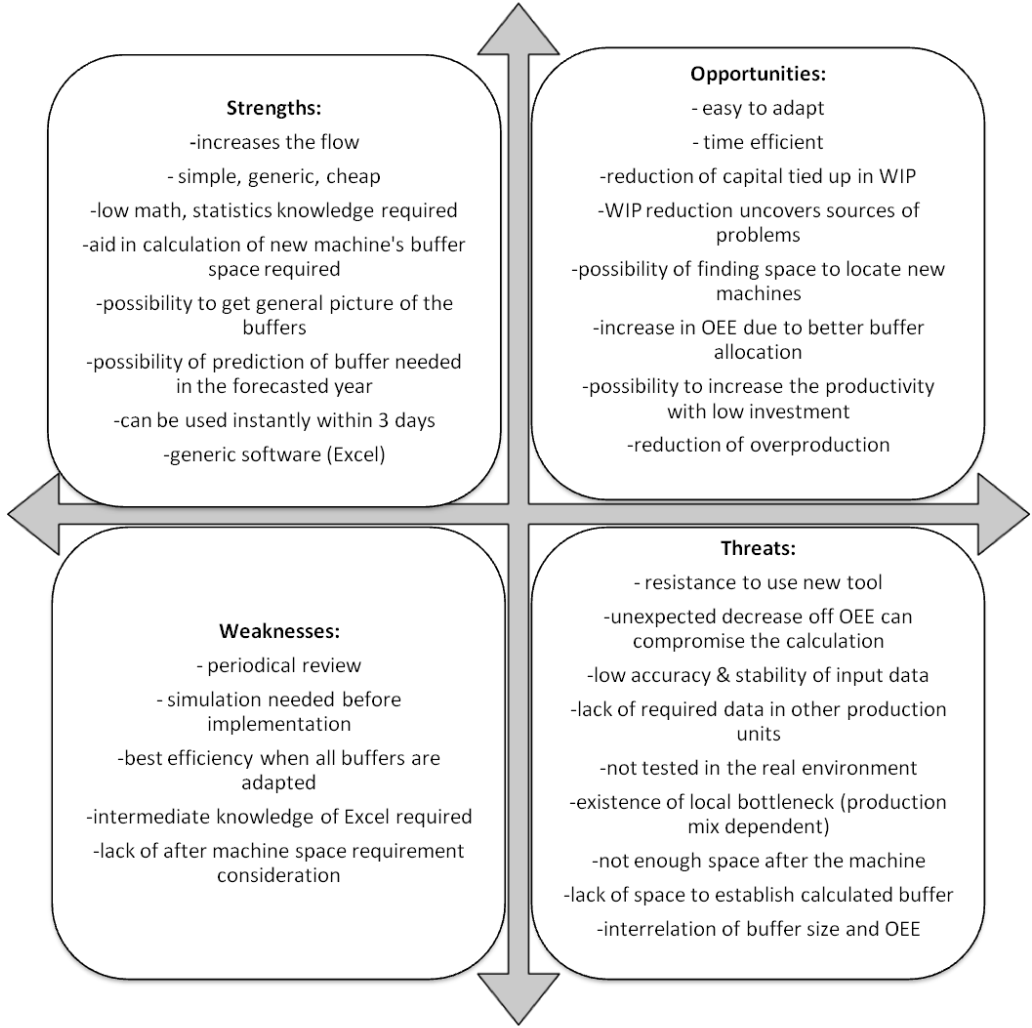 Strengths:
-increases the flow
- simple, generic, cheap
-low math, statistics knowledge required
-aid in calculation of new machine's buffer
space required
-possibility to get general picture of the
buffers
-possibility of prediction of buffer needed
in the forecasted year
-can be used instantly within 3 days
-generic software (Excel)
Opportunities:
- easy to adapt
- time efficient
-reduction of capital tied up in WIP
-WIP reduction uncovers sources of
problems
-possibility of finding space to locate new
machines
-increase in OEE due to better buffer
allocation
-possibility to increase the productivity
with low investment
-reduction of overproduction
Weaknesses:
- periodical review
- simulation needed before
implementation
-best efficiency when all buffers are
adapted
-intermediate knowledge of Excel required
-lack of after machine space requirement
consideration
Threats:
- resistance to use new tool
-unexpected decrease off OEE can
compromise the calculation
-low accuracy & stability of input data
-lack of required data in other production
units
-not tested in the real environment
-existence of local bottleneck (production
mix dependent)
-not enough space after the machine
-lack of space to establish calculated buffer
-interrelation of buffer size and OEE